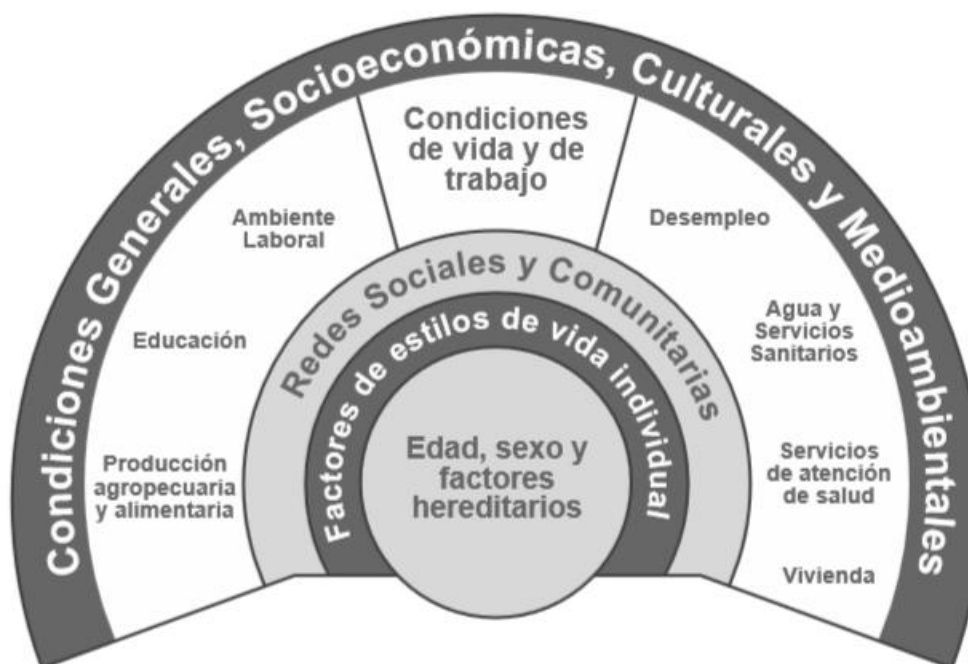 Condiciones Generales, Socioeconómicas, Culturales y Medioambientales
Condiciones
de vida y de
trabajo
Ambiente
Laboral
Desempleo
Redes Sociales y Comunitarias
Educación
Agua y
Servicios
Sanitarios
Factores de estilos de vida individual
Producción
agropecuaria
y alimentaria
Edad, sexo y
factores
hereditarios
Servicios
de atención
de salud
Vivienda